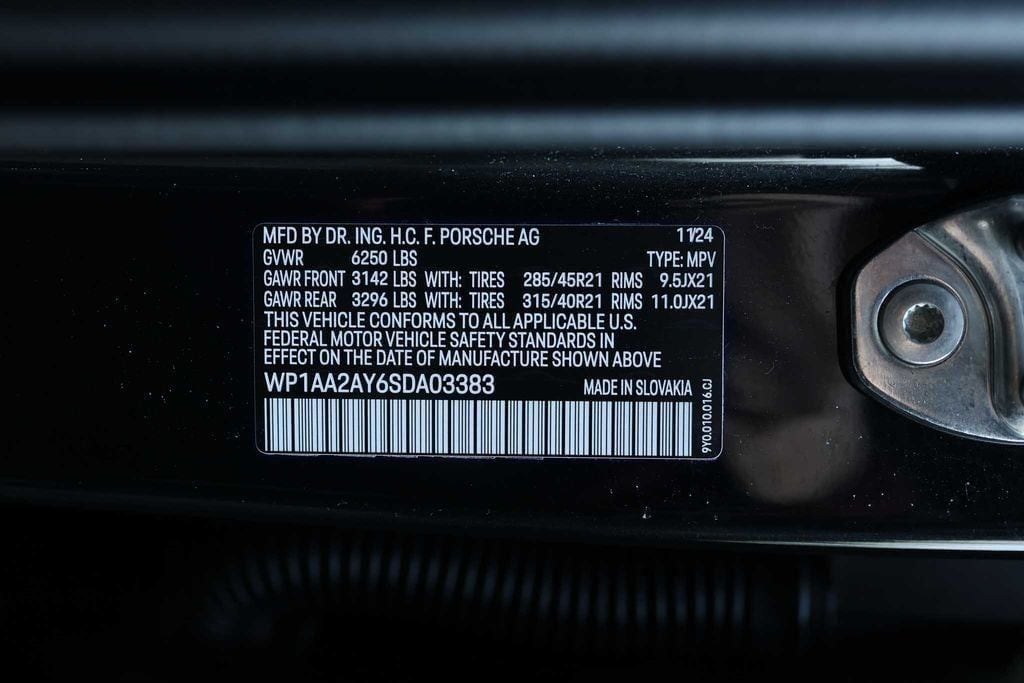 MFD BY DR. ING. H.C. F. PORSCHE AG 11/24
GVWR 6250 LBS TYPE: MPV
GAWR FRONT 3142 LBS WITH: TIRES 285/45R21 RIMS 9.5JX21
GAWR REAR 3296 LBS WITH: TIRES 315/40R21 RIMS 11.0JX21
THIS VEHICLE CONFORMS TO ALL APPLICABLE U.S.
FEDERAL MOTOR VEHICLE SAFETY STANDARDS IN
EFFECT ON THE DATE OF MANUFACTURE SHOWN ABOVE
WP1AA2AY6SDA03383 MADE IN SLOVAKIA
9Y0.010.016.CJ